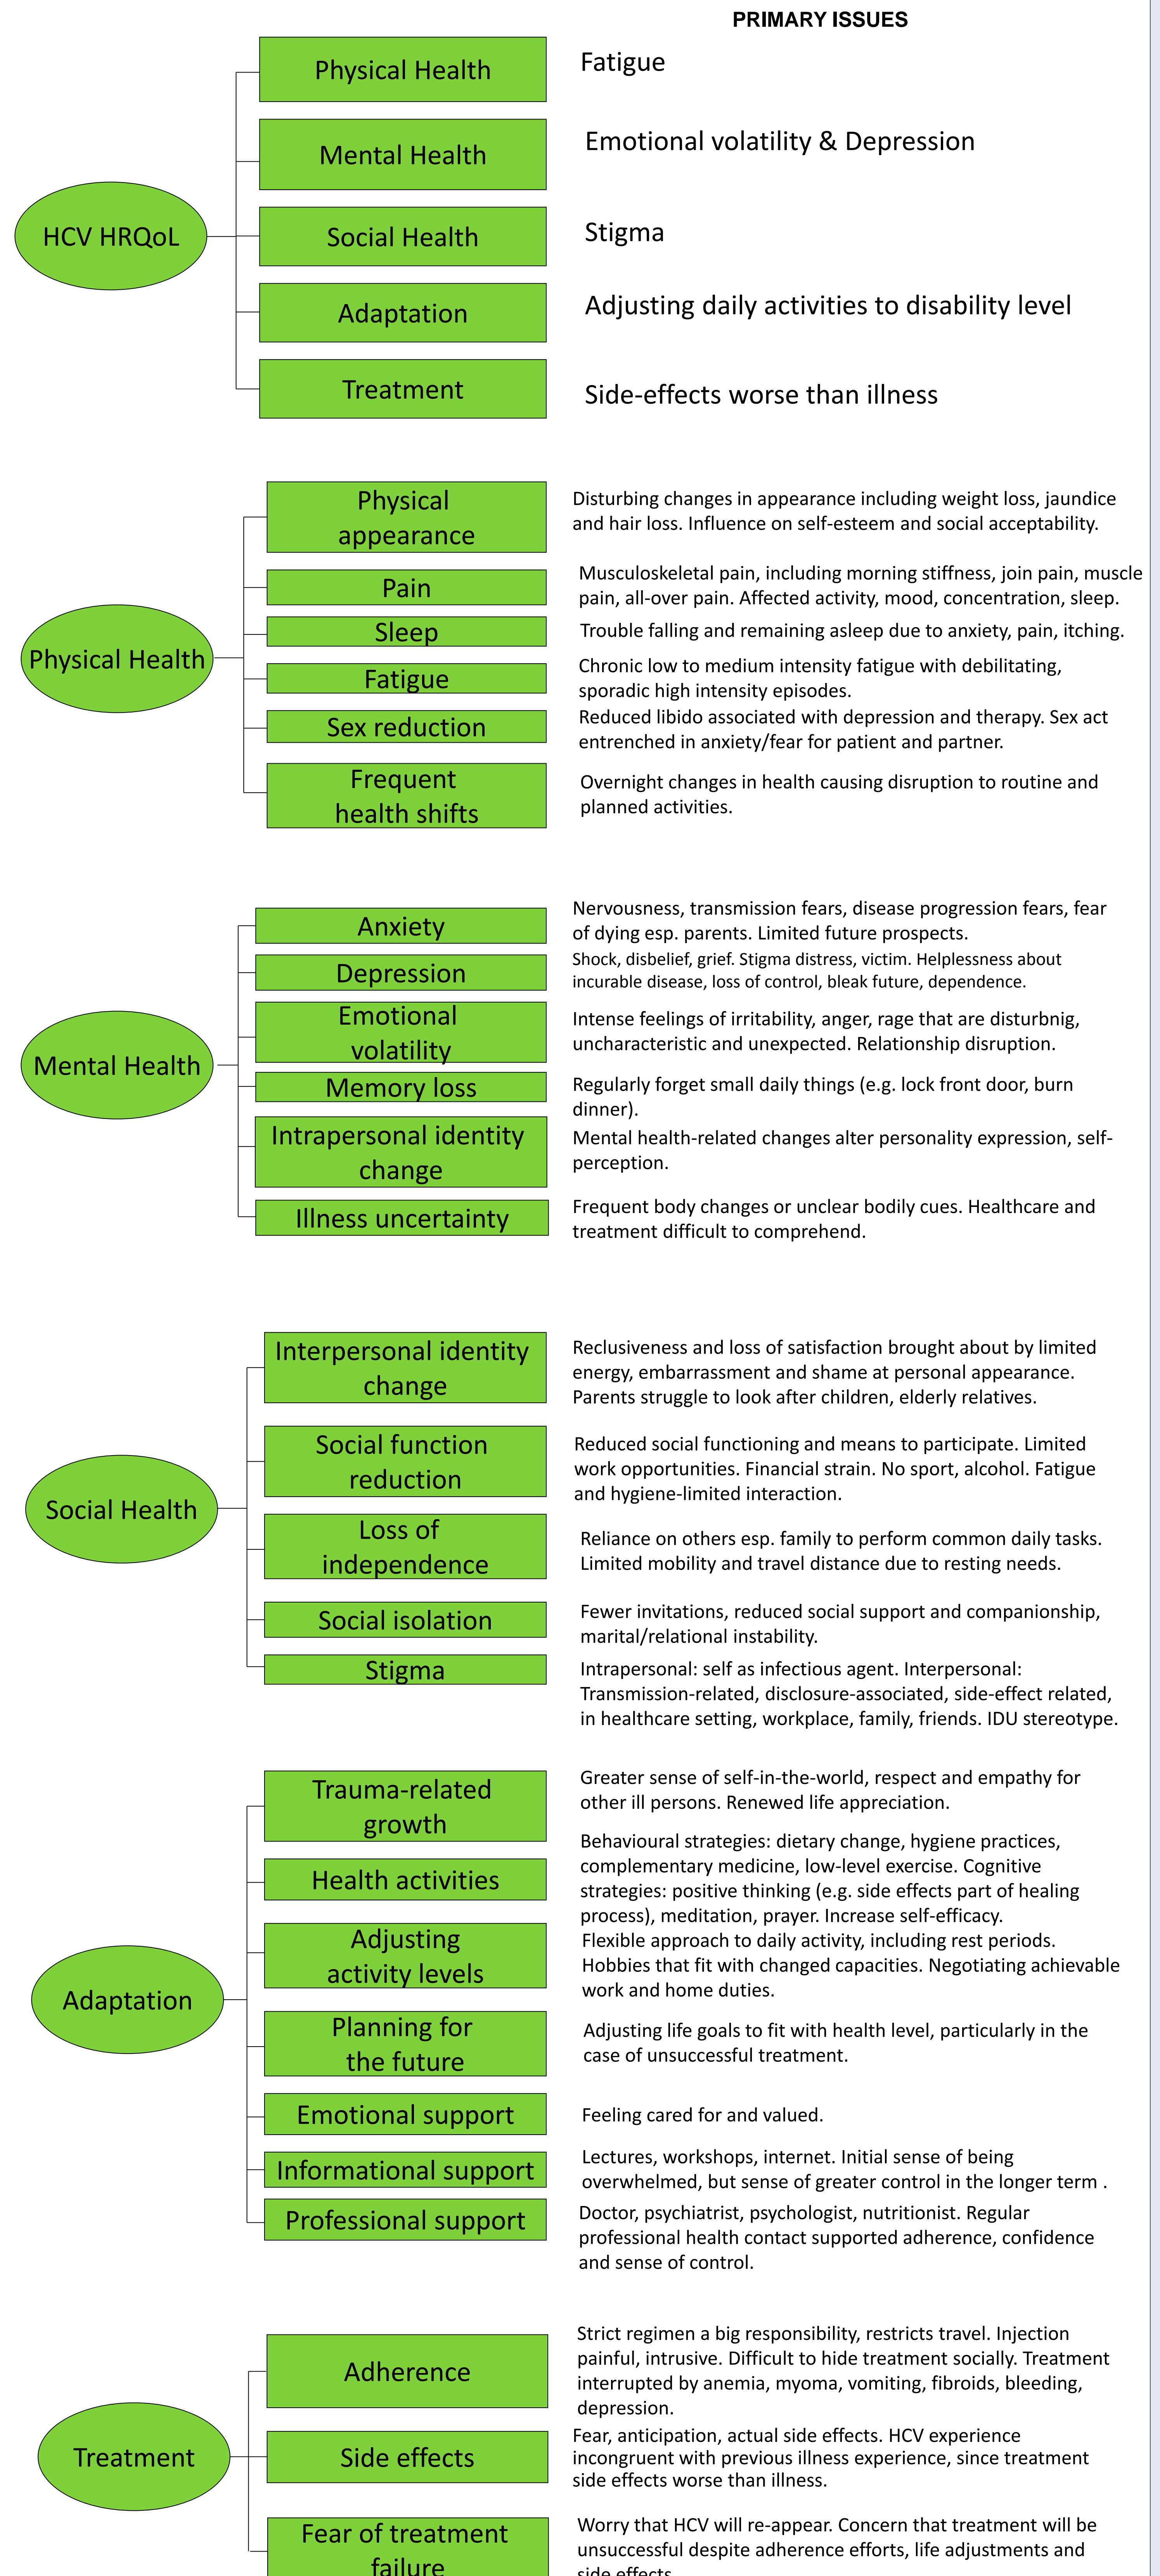 PRIMARY ISSUES
HCV HRQoL
Physical Health
Fatigue
Mental Health
Emotional volatility & Depression
Social Health
Stigma
Adaptation
Adjusting daily activities to disability level
Treatment
Side-effects worse than illness
Physical Health
Physical
appearance
Disturbing changes in appearance including weight loss, jaundice
and hair loss. Influence on self-esteem and social acceptability.
Pain
Musculoskeletal pain, including morning stiffness, join pain, muscle
pain, all-over pain. Affected activity, mood, concentration, sleep.
Sleep
Trouble falling and remaining asleep due to anxiety, pain, itching.
Fatigue
Chronic low to medium intensity fatigue with debilitating,
sporadic high intensity episodes.
Sex reduction
Reduced libido associated with depression and therapy. Sex act
entrenched in anxiety/fear for patient and partner.
Frequent
health shifts
Overnight changes in health causing disruption to routine and
planned activities.
Mental Health
Anxiety
Nervousness, transmission fears, disease progression fears, fear
of dying esp. parents. Limited future prospects.
Depression
Shock, disbelief, grief. Stigma distress, victim. Helplessness about
incurable disease, loss of control, bleak future, dependence.
Emotional
volatility
Intense feelings of irritability, anger, rage that are disturbnig,
uncharacteristic and unexpected. Relationship disruption.
Memory loss
Regularly forget small daily things (e.g. lock front door, burn
dinner).
Intrapersonal identity
change
Mental health-related changes alter personality expression, self-
perception.
Illness uncertainty
Frequent body changes or unclear bodily cues. Healthcare and
treatment difficult to comprehend.
Social Health
Interpersonal identity
change
Reclusiveness and loss of satisfaction brought about by limited
energy, embarrassment and shame at personal appearance.
Parents struggle to look after children, elderly relatives.
Social function
reduction
Reduced social functioning and means to participate. Limited
work opportunities. Financial strain. No sport, alcohol. Fatigue
and hygiene-limited interaction.
Loss of
independence
Reliance on others esp. family to perform common daily tasks.
Limited mobility and travel distance due to resting needs.
Social isolation
Fewer invitations, reduced social support and companionship,
marital/relational instability.
Stigma
Intrapersonal: self as infectious agent. Interpersonal:
Transmission-related, disclosure-associated, side-effect related,
in healthcare setting, workplace, family, friends. IDU stereotype.
Adaptation
Trauma-related
growth
Greater sense of self-in-the-world, respect and empathy for
other ill persons. Renewed life appreciation.
Health activities
Behavioural strategies: dietary change, hygiene practices,
complementary medicine, low-level exercise. Cognitive
strategies: positive thinking (e.g. side effects part of healing
process), meditation, prayer. Increase self-efficacy.
Adjusting
activity levels
Flexible approach to daily activity, including rest periods.
Hobbies that fit with changed capacities. Negotiating achievable
work and home duties.
Planning for
the future
Adjusting life goals to fit with health level, particularly in the
case of unsuccessful treatment.
Emotional support
Feeling cared for and valued.
Informational support
Lectures, workshops, internet. Initial sense of being
overwhelmed, but sense of greater control in the longer term .
Professional support
Doctor, psychiatrist, psychologist, nutritionist. Regular
professional health contact supported adherence, confidence
and sense of control.
Treatment
Adherence
Strict regimen a big responsibility, restricts travel. Injection
painful, intrusive. Difficult to hide treatment socially. Treatment
interrupted by anemia, myoma, vomiting, fibroids, bleeding,
depression.
Side effects
Fear, anticipation, actual side effects. HCV experience
incongruent with previous illness experience, since treatment
side effects worse than illness.
Fear of treatment
failure
Worry that HCV will re-appear. Concern that treatment will be
unsuccessful despite adherence efforts, life adjustments and
side effects